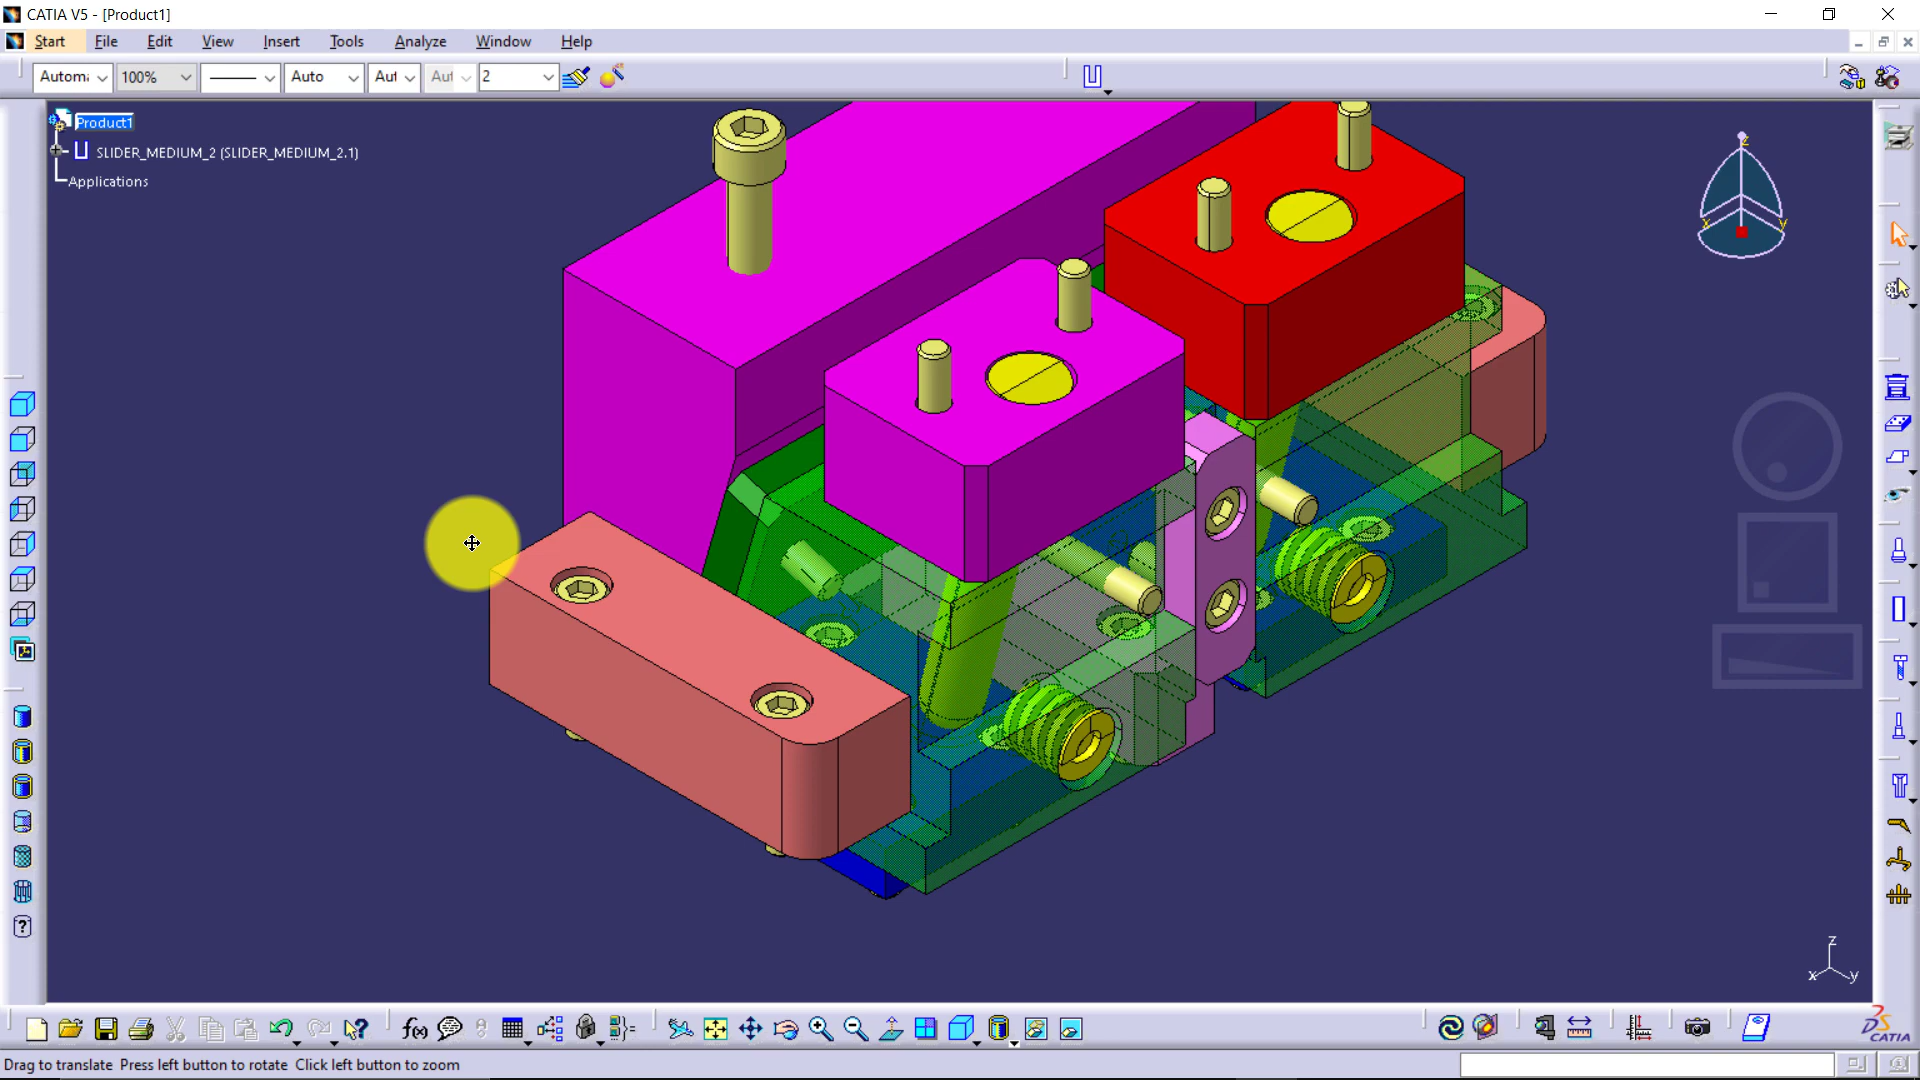 CATIA V5 - [Product1]
Start File Edit View Insert Tools Analyze Window Help
Automa 100% Auto Aut Aut 2
Product1
SLIDER_MEDIUM_2 (SLIDER_MEDIUM_2.1)
Applications
z
x y
z
x y
f(x)
CATIA
Drag to translate Press left button to rotate Click left button to zoom